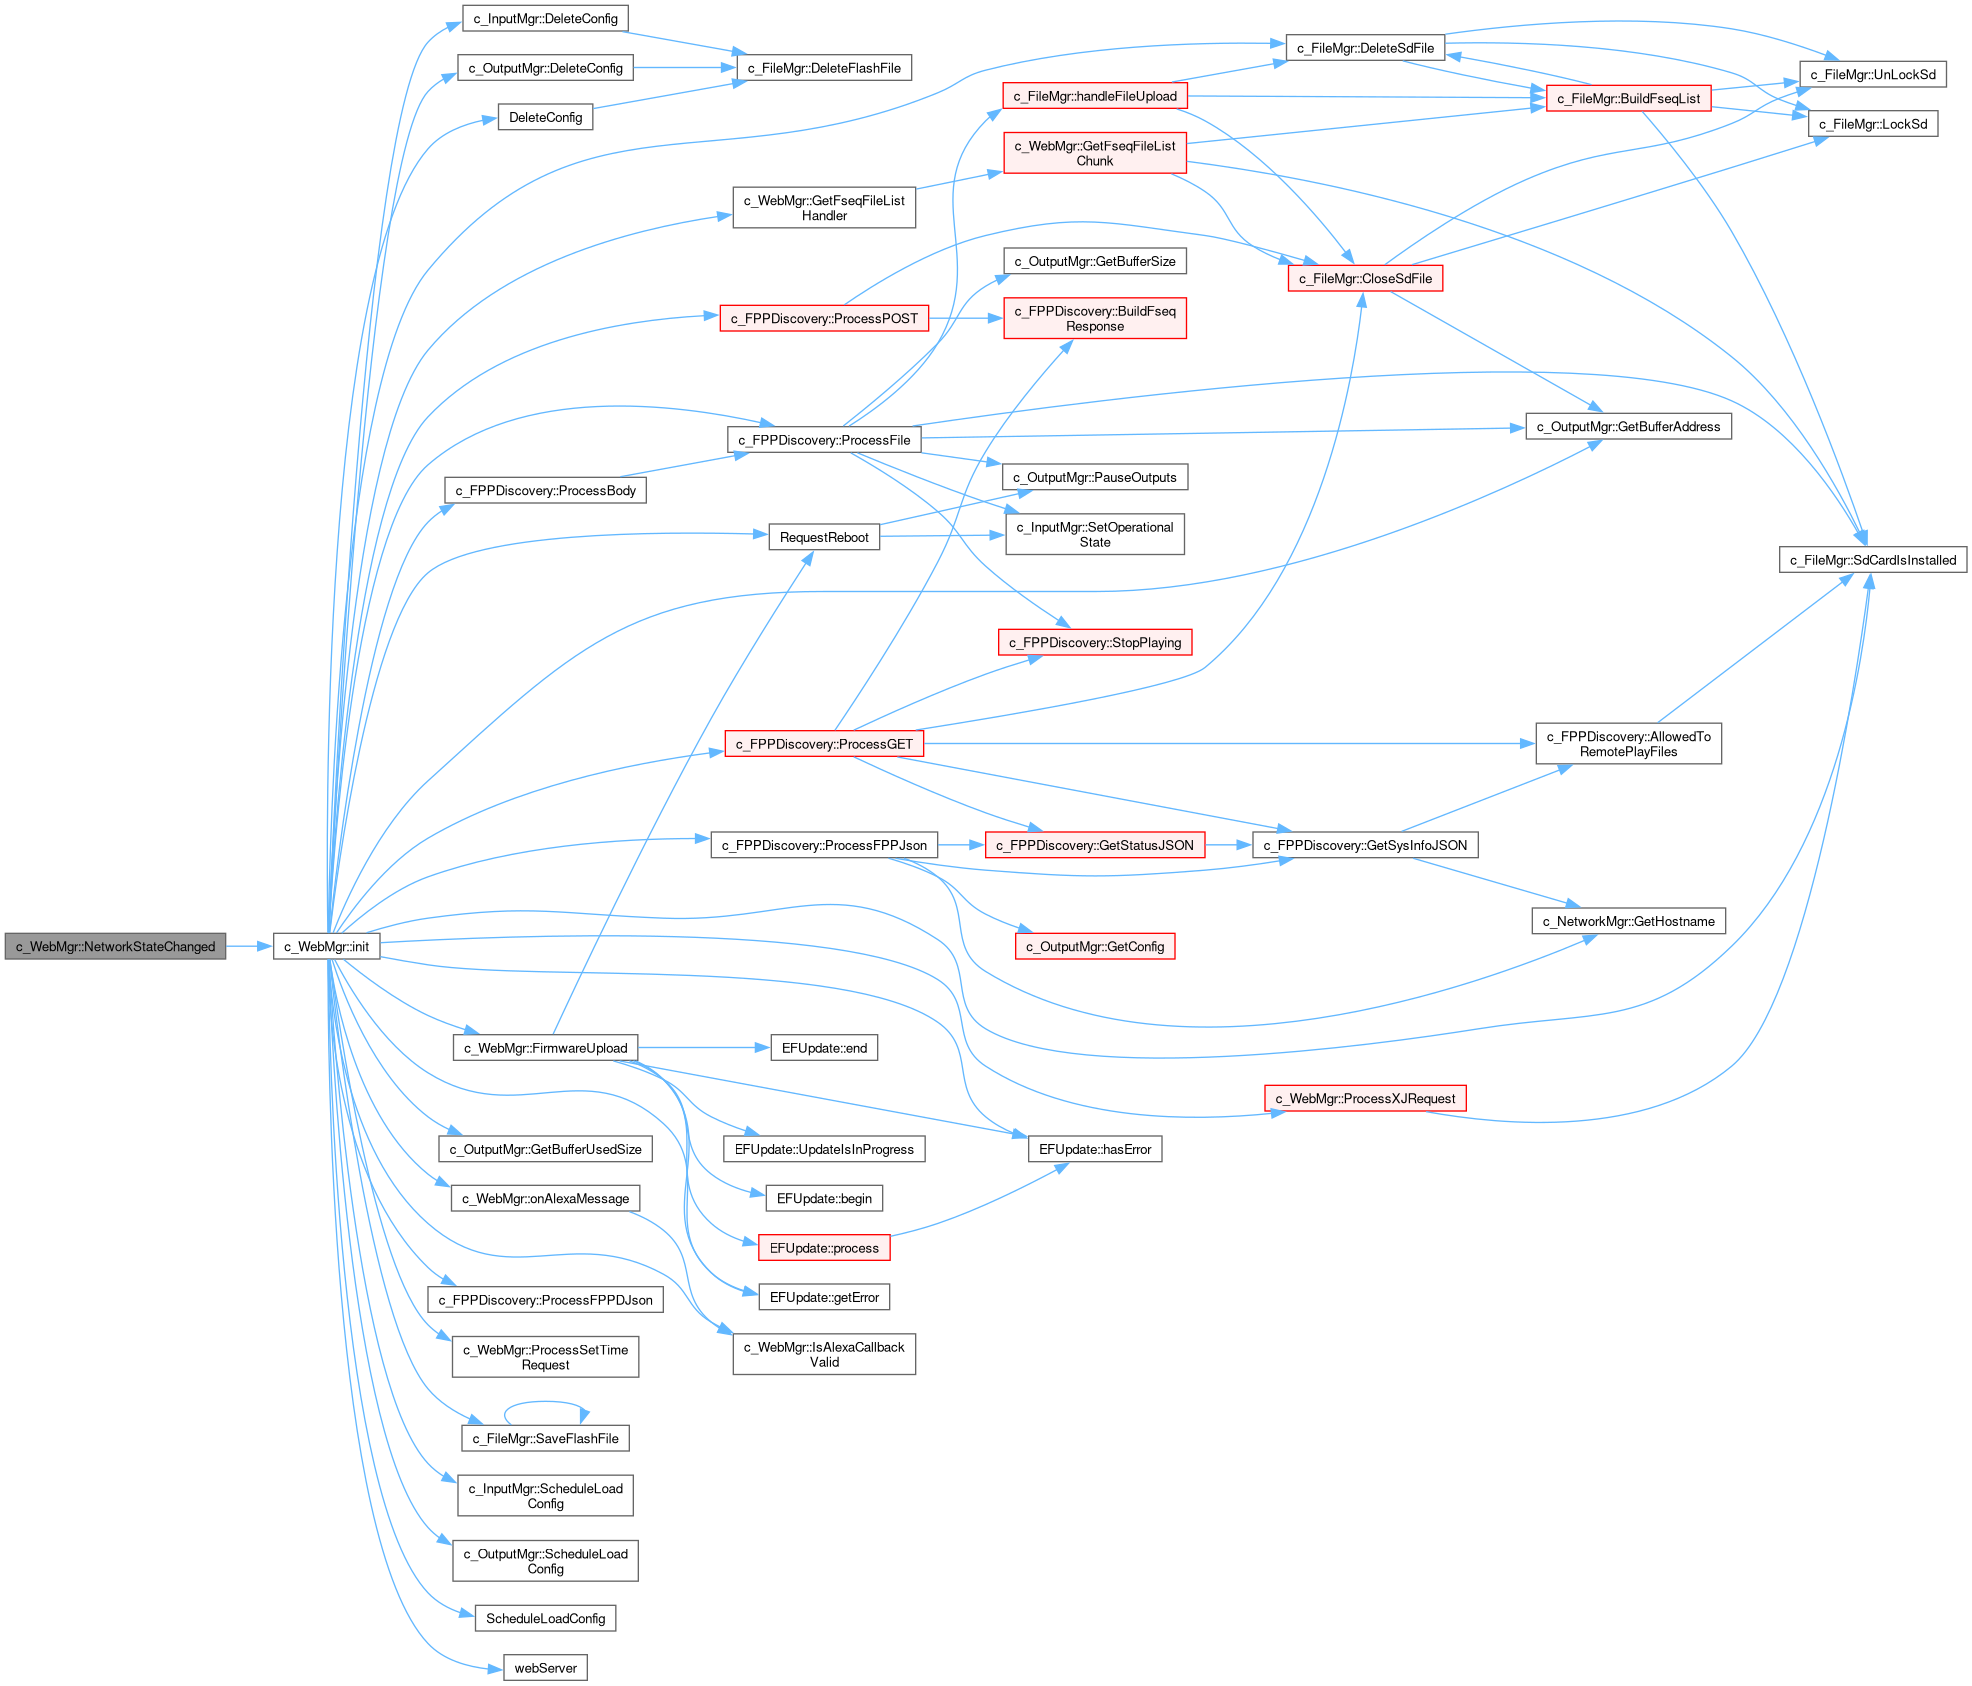 c_WebMgr::NetworkStateChanged
c_WebMgr::init
c_InputMgr::DeleteConfig
c_OutputMgr::DeleteConfig
DeleteConfig
c_FileMgr::DeleteFlashFile
c_FileMgr::DeleteSdFile
c_FileMgr::UnLockSd
c_FileMgr::handleFileUpload
c_FileMgr::BuildFseqList
c_FileMgr::LockSd
c_WebMgr::GetFseqFileList
Chunk
c_WebMgr::GetFseqFileList
Handler
c_OutputMgr::GetBufferSize
c_FileMgr::CloseSdFile
c_FPPDiscovery::ProcessPOST
c_FPPDiscovery::BuildFseq
Response
c_FPPDiscovery::ProcessFile
c_OutputMgr::GetBufferAddress
c_FPPDiscovery::ProcessBody
c_OutputMgr::PauseOutputs
RequestReboot
c_InputMgr::SetOperational
State
c_FileMgr::SdCardIsInstalled
c_FPPDiscovery::StopPlaying
c_FPPDiscovery::ProcessGET
c_FPPDiscovery::AllowedTo
RemotePlayFiles
c_FPPDiscovery::ProcessFPPJson
c_FPPDiscovery::GetStatusJSON
c_FPPDiscovery::GetSysInfoJSON
c_NetworkMgr::GetHostname
c_OutputMgr::GetConfig
c_WebMgr::FirmwareUpload
EFUpdate::end
c_WebMgr::ProcessXJRequest
c_OutputMgr::GetBufferUsedSize
EFUpdate::UpdateIsInProgress
EFUpdate::hasError
c_WebMgr::onAlexaMessage
EFUpdate::begin
EFUpdate::process
c_FPPDiscovery::ProcessFPPDJson
EFUpdate::getError
c_WebMgr::ProcessSetTime
Request
c_WebMgr::IsAlexaCallback
Valid
c_FileMgr::SaveFlashFile
c_InputMgr::ScheduleLoad
Config
c_OutputMgr::ScheduleLoad
Config
ScheduleLoadConfig
webServer